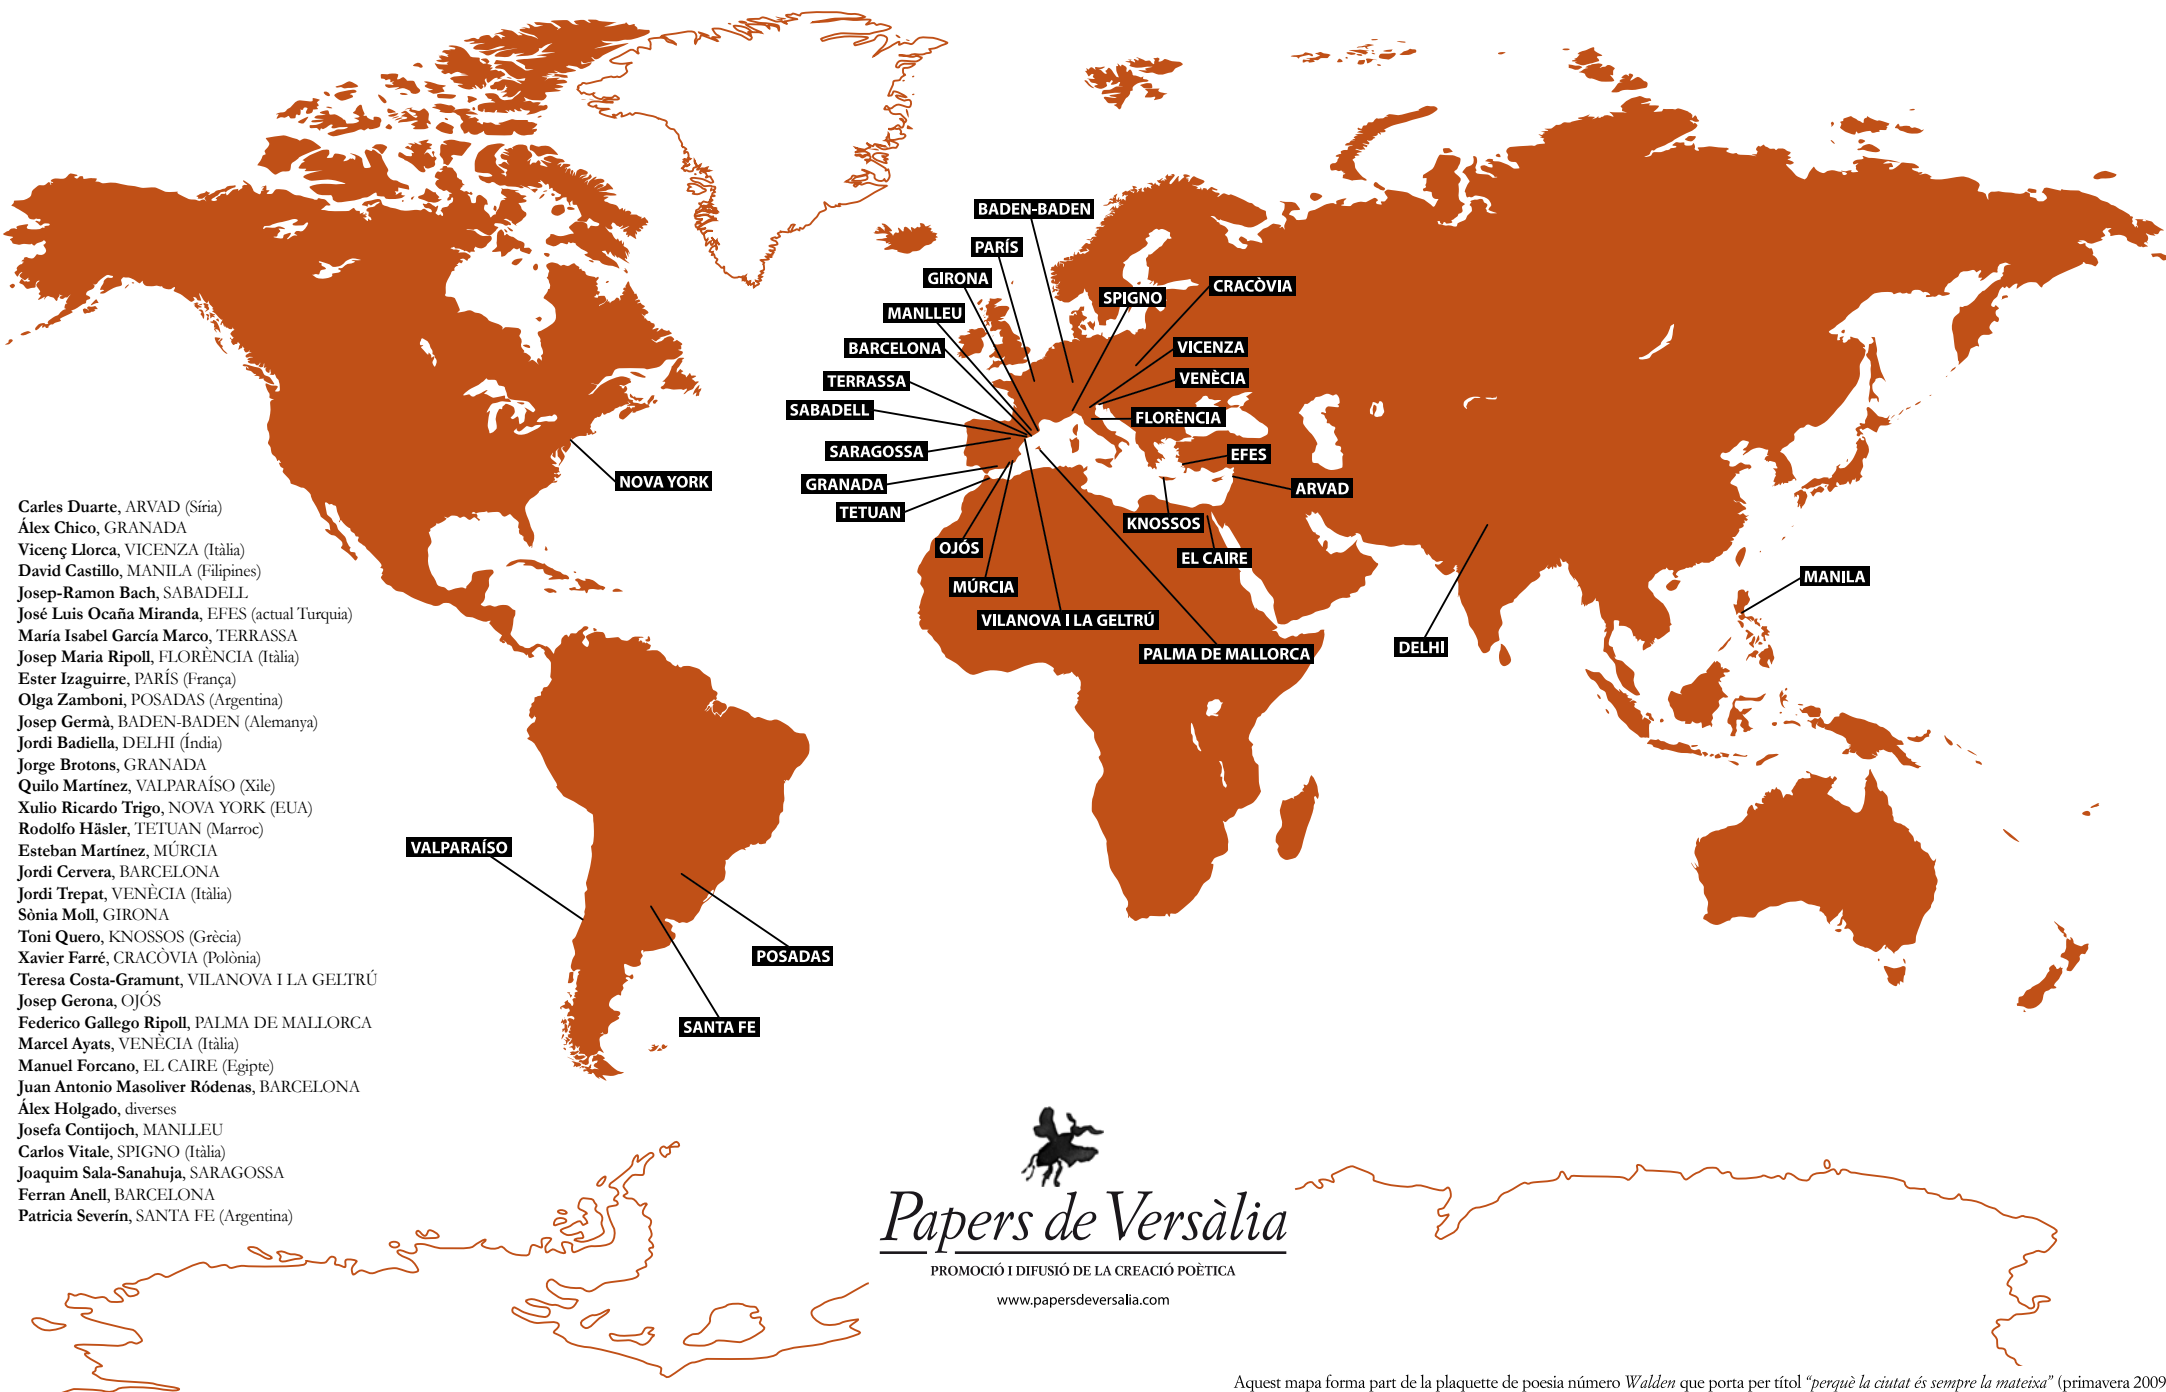 BADEN-BADEN
PARÍS
GIRONA
CRACÒVIA
SPIGNO
MANLLEU
BARCELONA
VICENZA
TERRASSA
VENÈCIA
SABADELL
FLORÈNCIA
SARAGOSSA
EFES
NOVA YORK
GRANADA
ARVAD
TETUAN
KNOSSOS
OJÓS
EL CAIRE
MÚRCIA
MANILA
VILANOVA I LA GELTRÚ
PALMA DE MALLORCA
DELHI
VALPARAÍSO
POSADAS
SANTA FE
Carles Duarte, ARVAD (Síria)
Álex Chico, GRANADA
Vicenç Llorca, VICENZA (Itàlia)
David Castillo, MANILA (Filipines)
Josep-Ramon Bach, SABADELL
José Luis Ocaña Miranda, EFES (actual Turquia)
María Isabel García Marco, TERRASSA
Josep Maria Ripoll, FLORÈNCIA (Itàlia)
Ester Izaguirre, PARÍS (França)
Olga Zamboni, POSADAS (Argentina)
Josep Germà, BADEN-BADEN (Alemanya)
Jordi Badiella, DELHI (Índia)
Jorge Brotons, GRANADA
Quilo Martínez, VALPARAÍSO (Xile)
Xulio Ricardo Trigo, NOVA YORK (EUA)
Rodolfo Häsler, TETUAN (Marroc)
Esteban Martínez, MÚRCIA
Jordi Cervera, BARCELONA
Jordi Trepat, VENÈCIA (Itàlia)
Sònia Moll, GIRONA
Toni Quero, KNOSSOS (Grècia)
Xavier Farré, CRACÒVIA (Polònia)
Teresa Costa-Gramunt, VILANOVA I LA GELTRÚ
Josep Gerona, OJÓS
Federico Gallego Ripoll, PALMA DE MALLORCA
Marcel Ayats, VENÈCIA (Itàlia)
Manuel Forcano, EL CAIRE (Egipte)
Juan Antonio Masoliver Ródenas, BARCELONA
Álex Holgado, diverses
Josefa Contijoch, MANLLEU
Carlos Vitale, SPIGNO (Itàlia)
Joaquim Sala-Sanahuja, SARAGOSSA
Ferran Anell, BARCELONA
Patricia Severín, SANTA FE (Argentina)
Papers de Versàlia
PROMOCIÓ I DIFUSIÓ DE LA CREACIÓ POÈTICA
www.papersdeversalia.com
Aquest mapa forma part de la plaquette de poesia número Walden que porta per títol “perquè la ciutat és sempre la mateixa” (primavera 2009